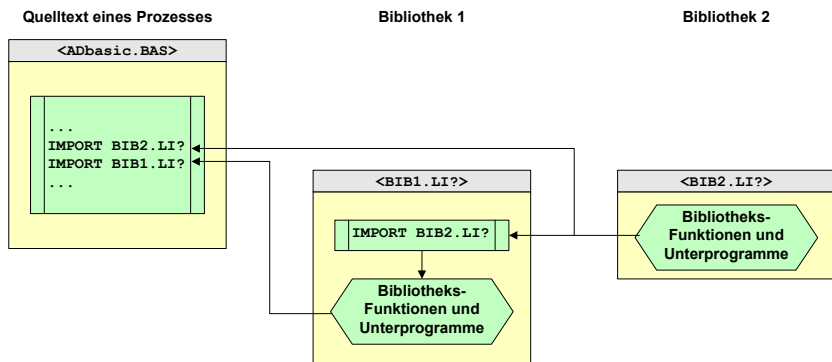 Quelltext eines Prozesses
Bibliothek 1
Bibliothek 2
<ADbasic.BAS>
...
IMPORT BIB2.LI?
IMPORT BIB1.LI?
...
<BIB1.LI?>
IMPORT BIB2.LI?
Bibliotheks-
Funktionen und
Unterprogramme
<BIB2.LI?>
Bibliotheks-
Funktionen und
Unterprogramme